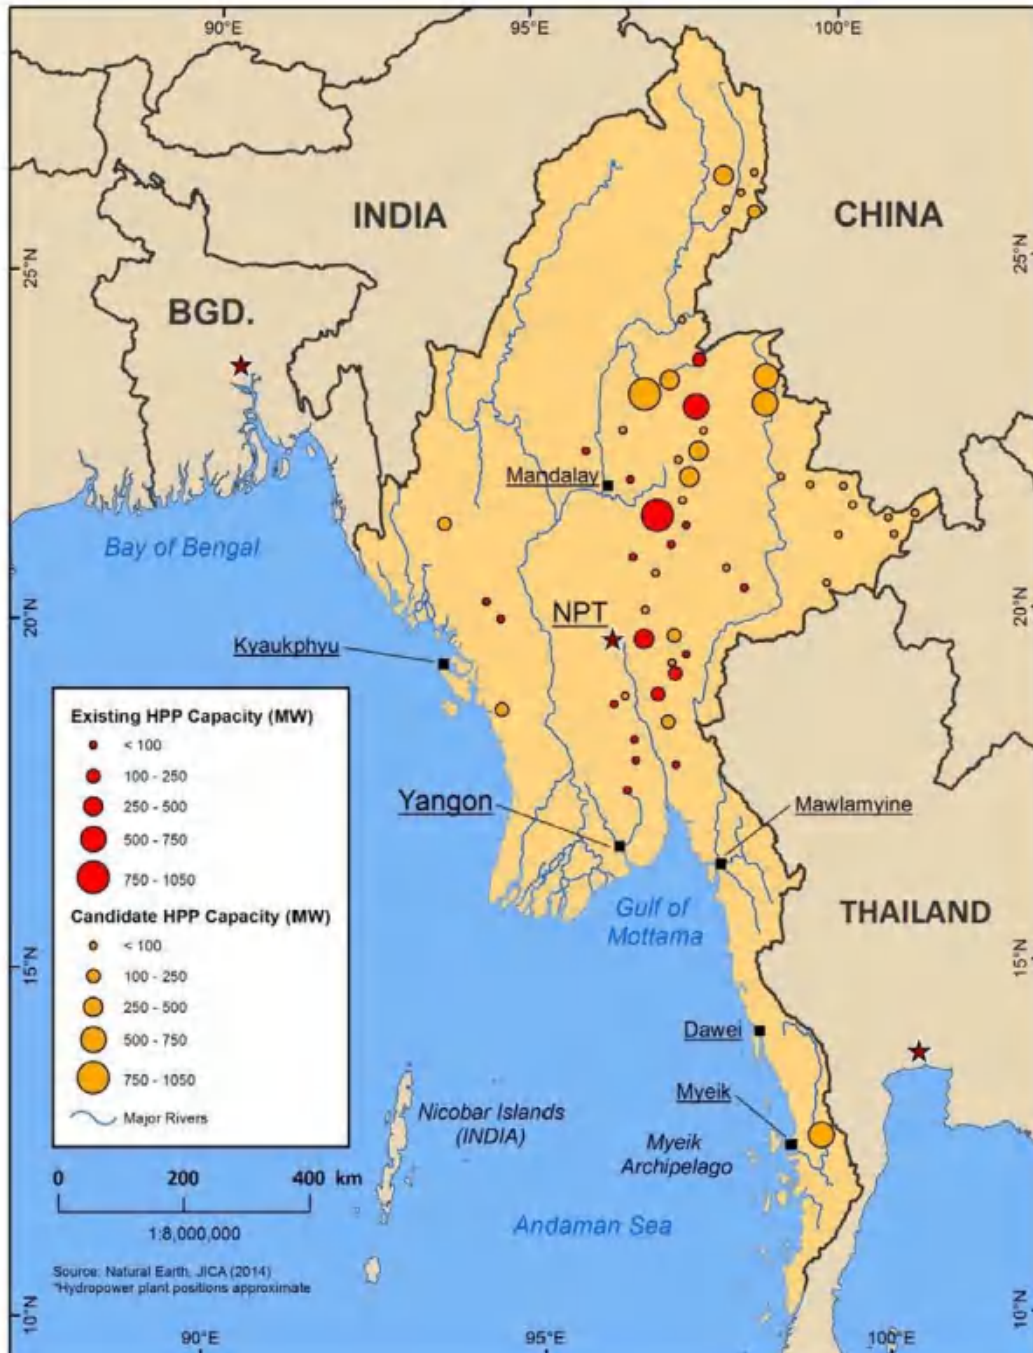 90°E
95°E
100°E
INDIA
CHINA
25°N
25°N
BGD.
Mandalay
Bay of Bengal
20°N
20°N
NPT
Kyaukphyu
Existing HPP Capacity (MW)
< 100
100 - 250
250 - 500
500 - 750
750 - 1050
Candidate HPP Capacity (MW)
< 100
100 - 250
250 - 500
500 - 750
750 - 1050
Major Rivers
Yangon
Mawlamyine
Gulf of
Mottama
THAILAND
15°N
15°N
Dawei
Myeik
Nicobar Islands
(INDIA)
Myeik
Archipelago
0 200 400 km
1:8,000,000
Andaman Sea
Source: Natural Earth, JICA (2014)
*Hydropower plant positions approximate
10°N
10°N
90°E
95°E
100°E